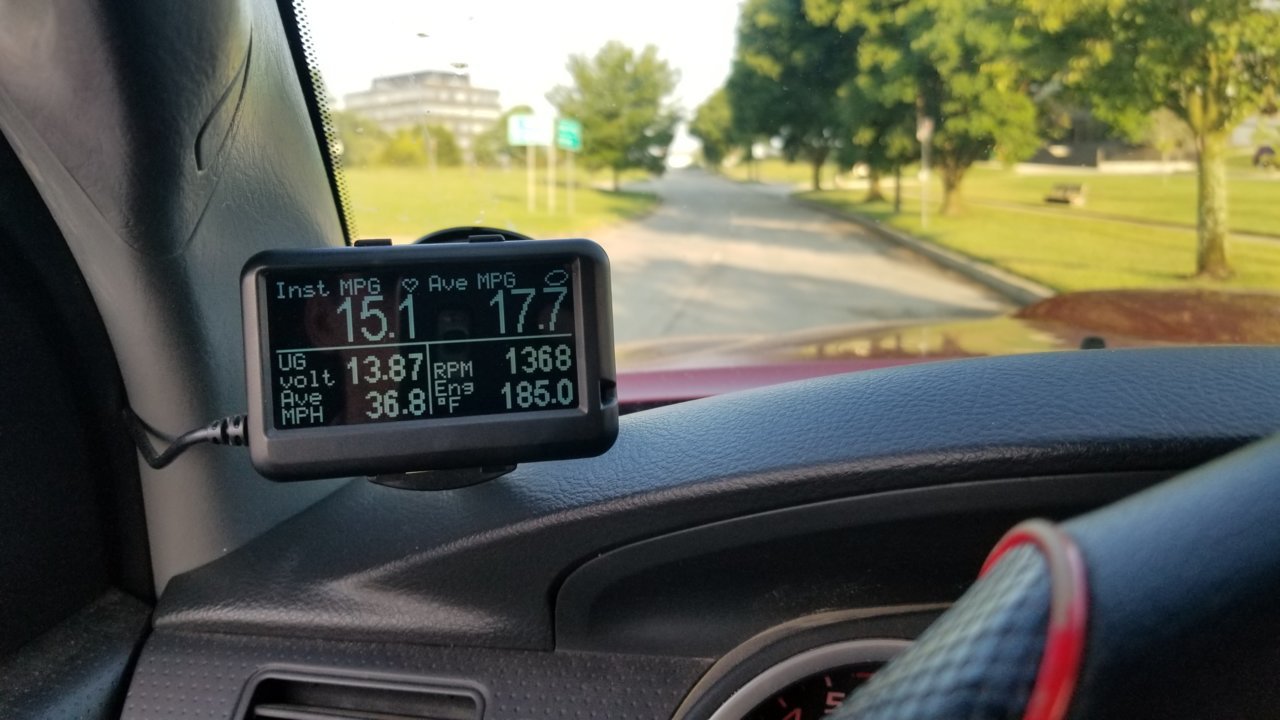 Inst MPG Ave MPG
15.1 17.7
UG volt 13.87 RPM 1368
Ave MPH 36.8 Eng °F 185.0
5